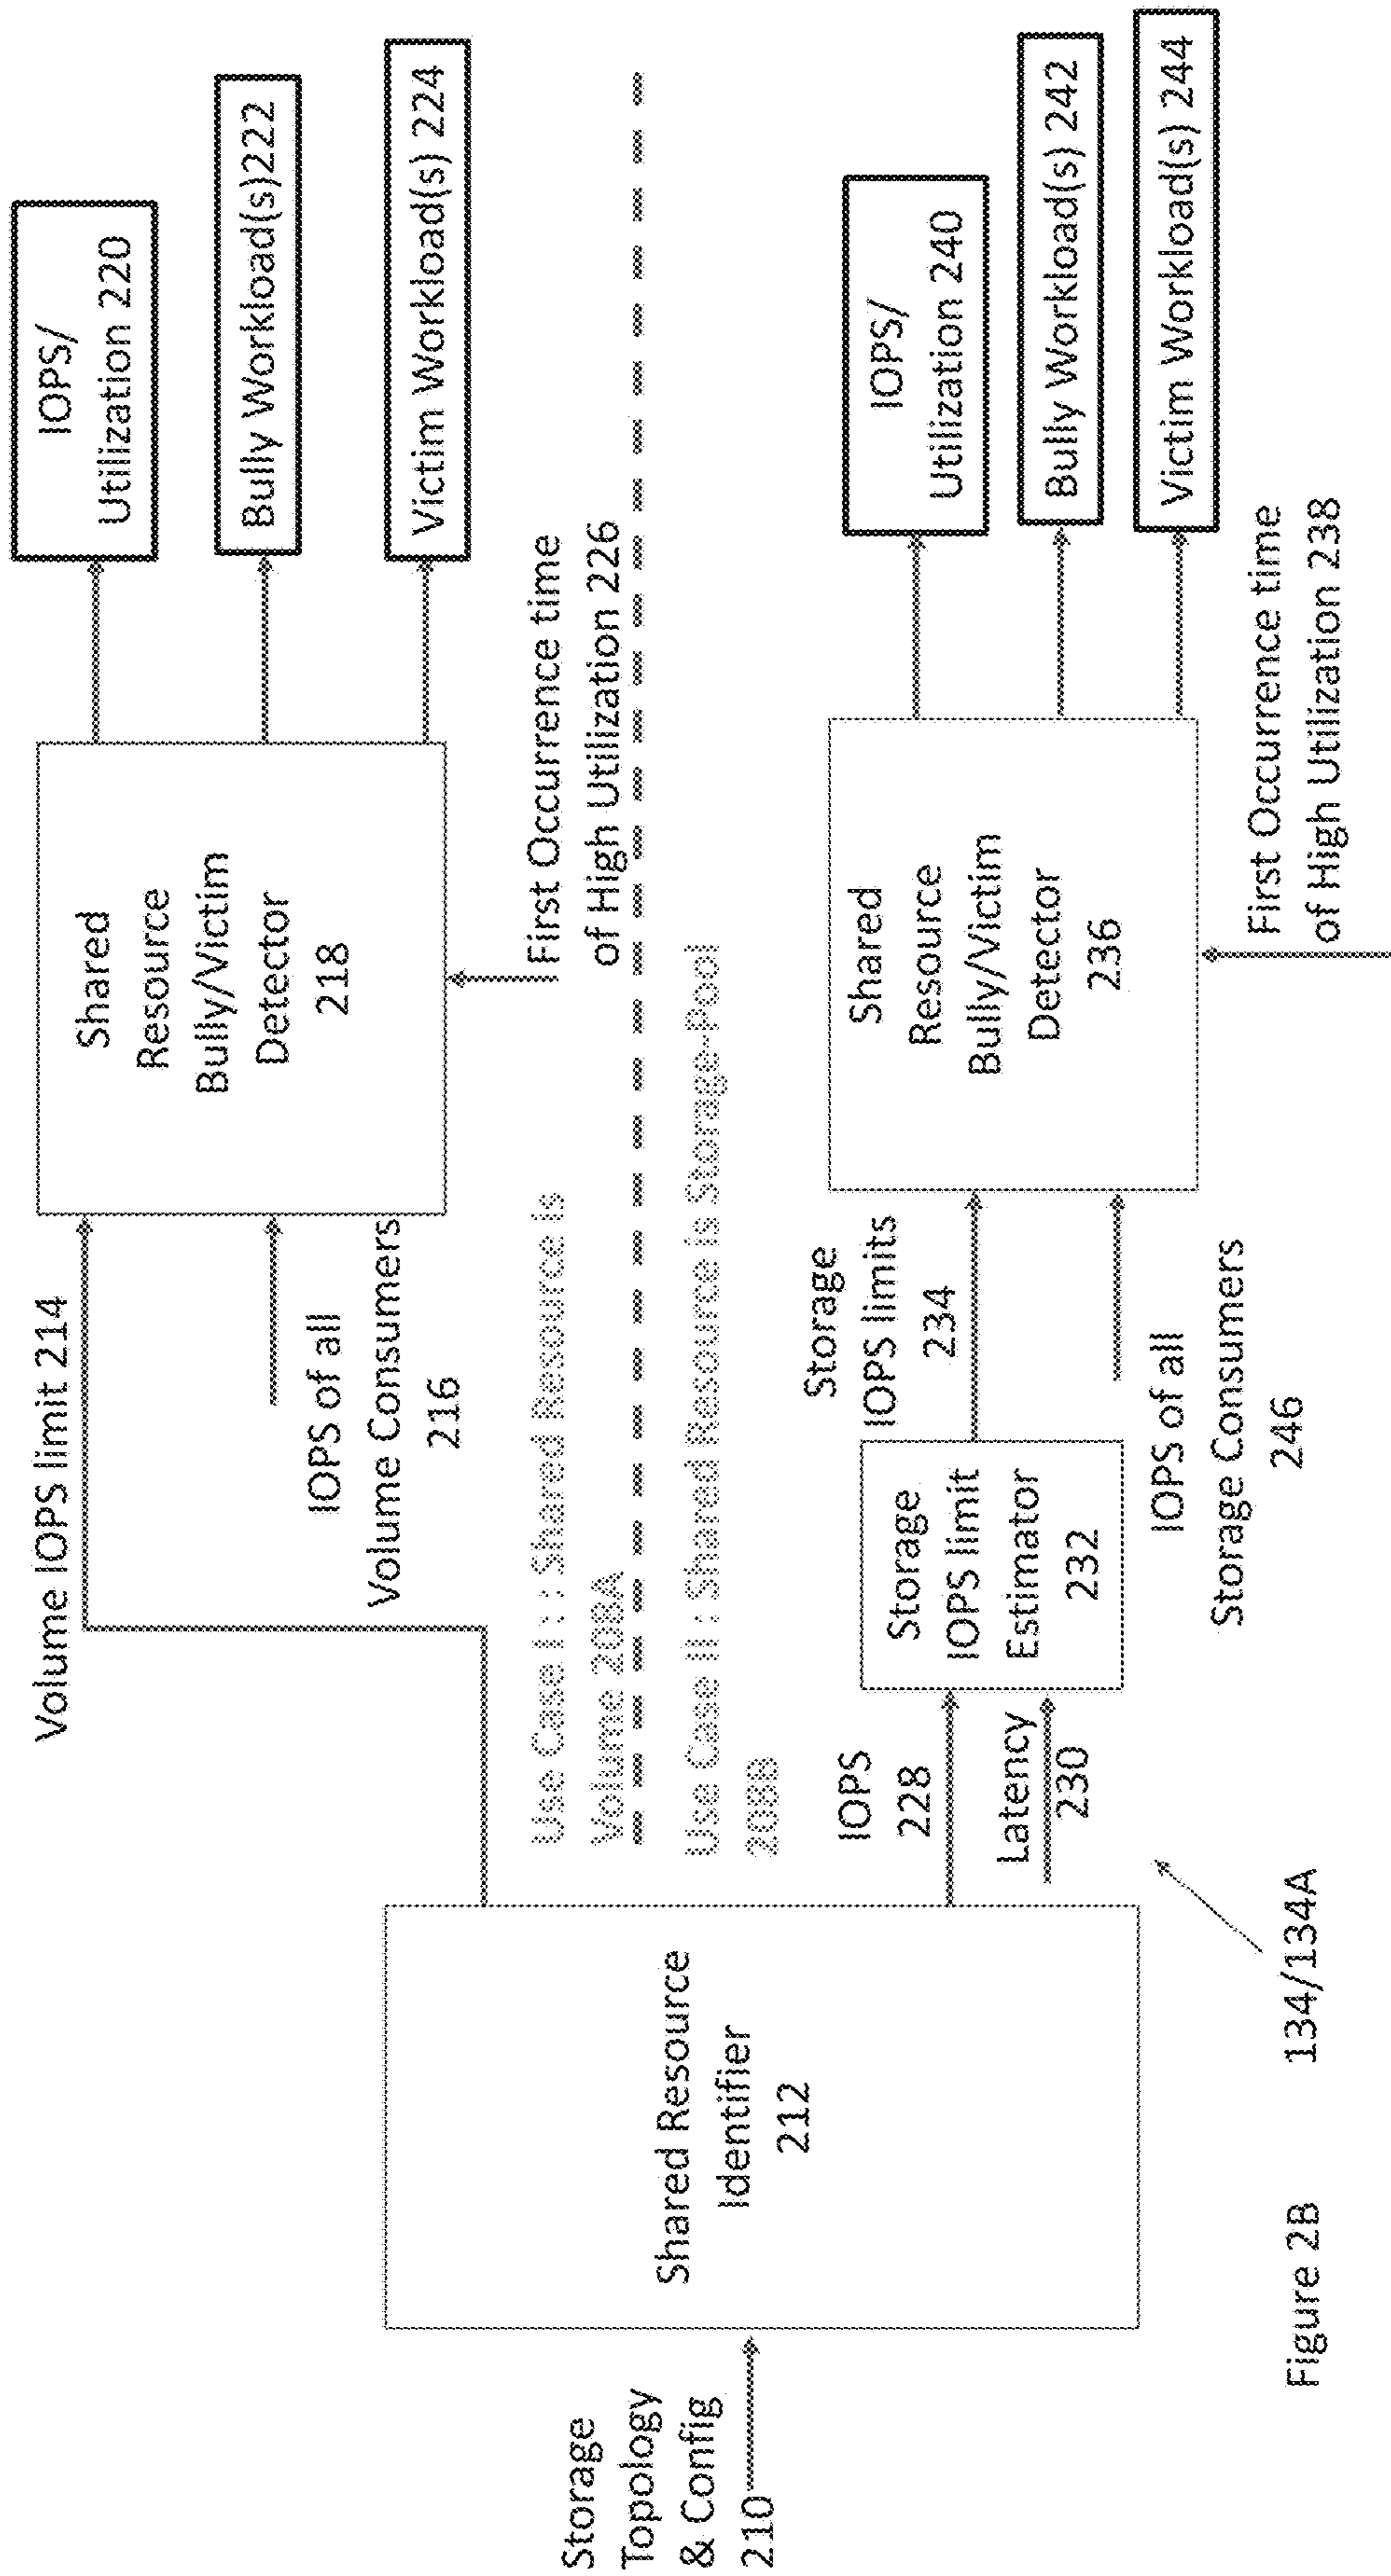 Storage
Topology
& Config
210
Shared Resource
Identifier
212
Volume IOPS limit 214
IOPS of all
Volume Consumers
216
Shared
Resource
Bully/Victim
Detector
218
IOPS/
Utilization 220
Bully Workload(s)222
Victim Workload(s) 224
First Occurrence time
of High Utilization 226
Use Case I : : Shared Resource is
Volume 208A
Use Case II : Shared Resource is Storage-Pool
208B
IOPS
228
Latency
230
Storage
IOPS limit
Estimator
232
Storage
IOPS limits
234
IOPS of all
Storage Consumers
246
Shared
Resource
Bully/Victim
Detector
236
IOPS/
Utilization 240
Bully Workload(s) 242
Victim Workload(s) 244
First Occurrence time
of High Utilization 238
134/134A
Figure 2B